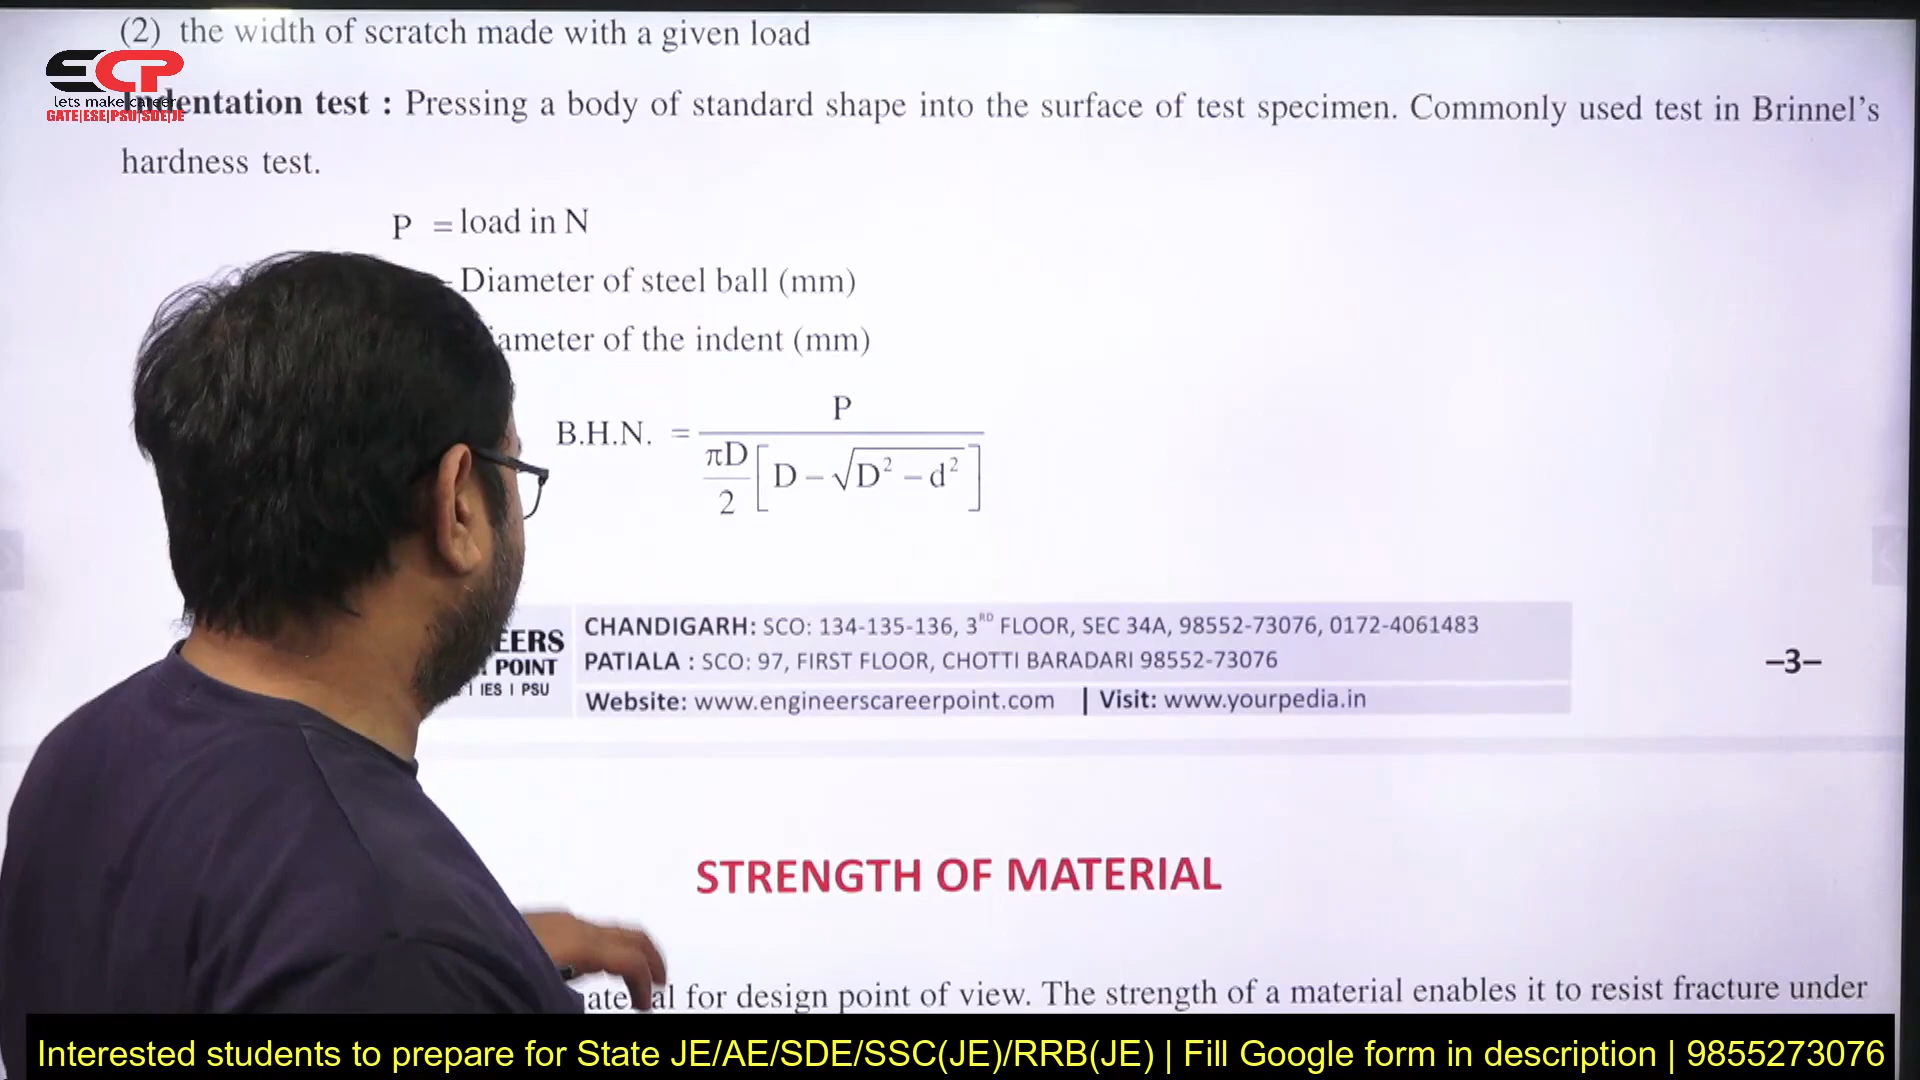 (2) the width of scratch made with a given load
ECP
lets make career
GATE|ESE|PSU|SDE|JE
Indentation test : Pressing a body of standard shape into the surface of test specimen. Commonly used test in Brinnel's
hardness test.
P = load in N
Diameter of steel ball (mm)
ameter of the indent (mm)
B.H.N. = P / πD/2 [D – √D² – d²]
EERS
POINT
| IES | PSU
CHANDIGARH: SCO: 134-135-136, 3RD FLOOR, SEC 34A, 98552-73076, 0172-4061483
PATIALA : SCO: 97, FIRST FLOOR, CHOTTI BARADARI 98552-73076
Website: www.engineerscareerpoint.com | Visit: www.yourpedia.in
–3–
STRENGTH OF MATERIAL
for design point of view. The strength of a material enables it to resist fracture under
Interested students to prepare for State JE/AE/SDE/SSC(JE)/RRB(JE) | Fill Google form in description | 9855273076